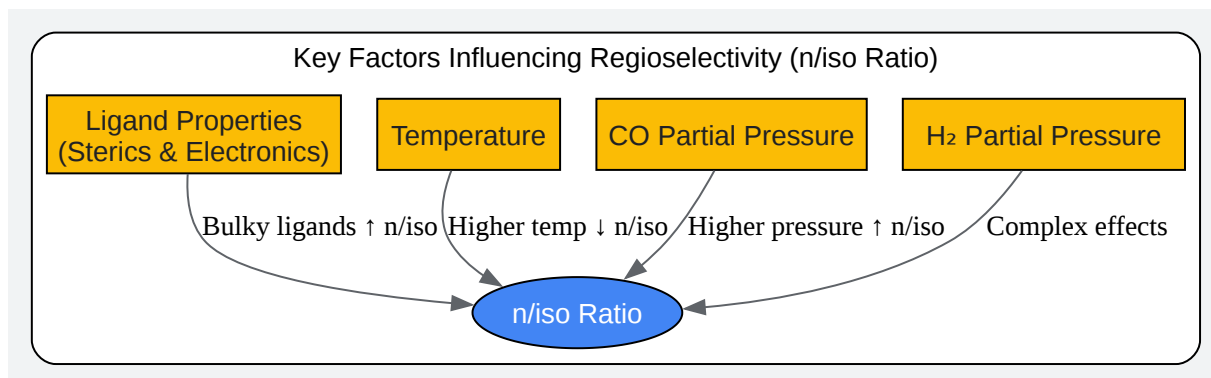 Key Factors Influencing Regioselectivity (n/iso Ratio)
Ligand Properties
(Sterics & Electronics)
Temperature
CO Partial Pressure
H₂ Partial Pressure
Bulky ligands ↑ n/iso
Higher temp ↓ n/iso
Higher pressure ↑ n/iso
Complex effects
n/iso Ratio